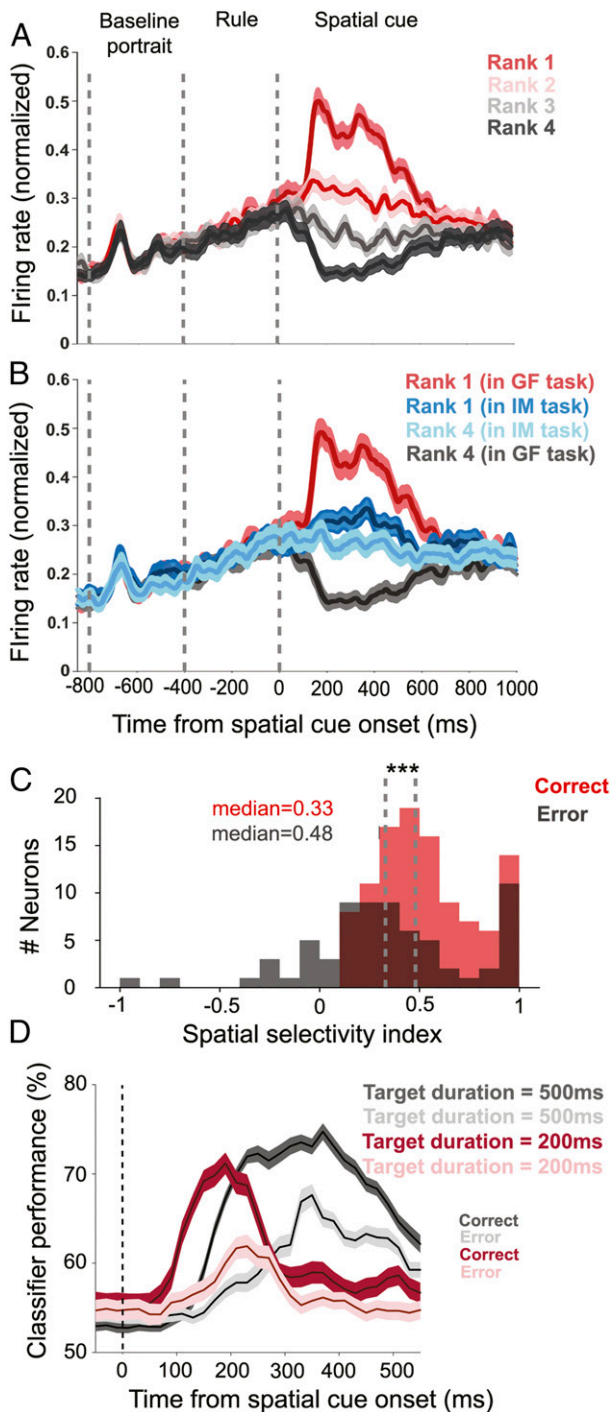 A
Baseline portrait
Rule
Spatial cue
FIring rate (normalized)
0.6
0.5
0.4
0.3
0.2
0.1
0
Rank 1
Rank 2
Rank 3
Rank 4
B
FIring rate (normalized)
0.6
0.5
0.4
0.3
0.2
0.1
0
Rank 1 (in GF task)
Rank 1 (in IM task)
Rank 4 (in IM task)
Rank 4 (in GF task)
-800 -600 -400 -200 0 200 400 600 800 1000
Time from spatial cue onset (ms)
C
***
Correct
Error
median=0.33
median=0.48
# Neurons
20
15
10
5
0
-1 -0.5 0 0.5 1
Spatial selectivity index
D
Classifier performance (%)
80
70
60
50
Target duration = 500ms
Target duration = 500ms
Target duration = 200ms
Target duration = 200ms
Correct
Error
Correct
Error
0 100 200 300 400 500
Time from spatial cue onset (ms)